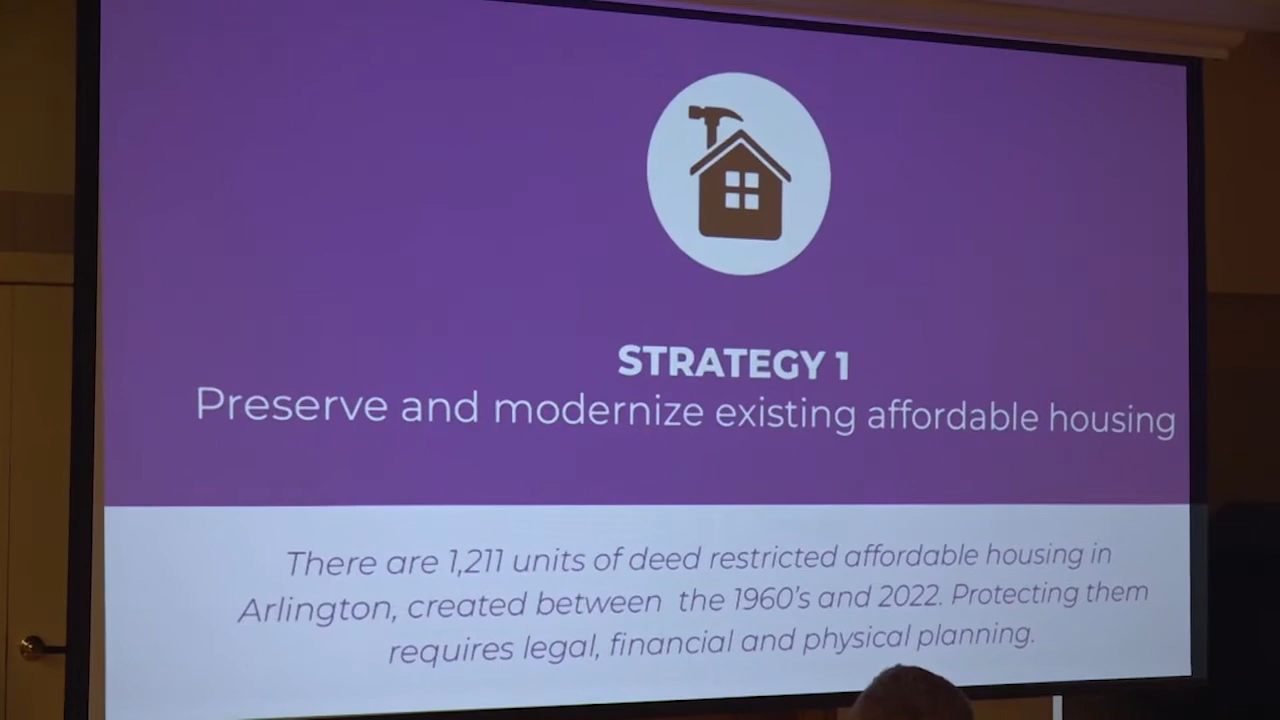 STRATEGY 1
Preserve and modernize existing affordable housing
There are 1,211 units of deed restricted affordable housing in
Arlington, created between the 1960's and 2022. Protecting them
requires legal, financial and physical planning.